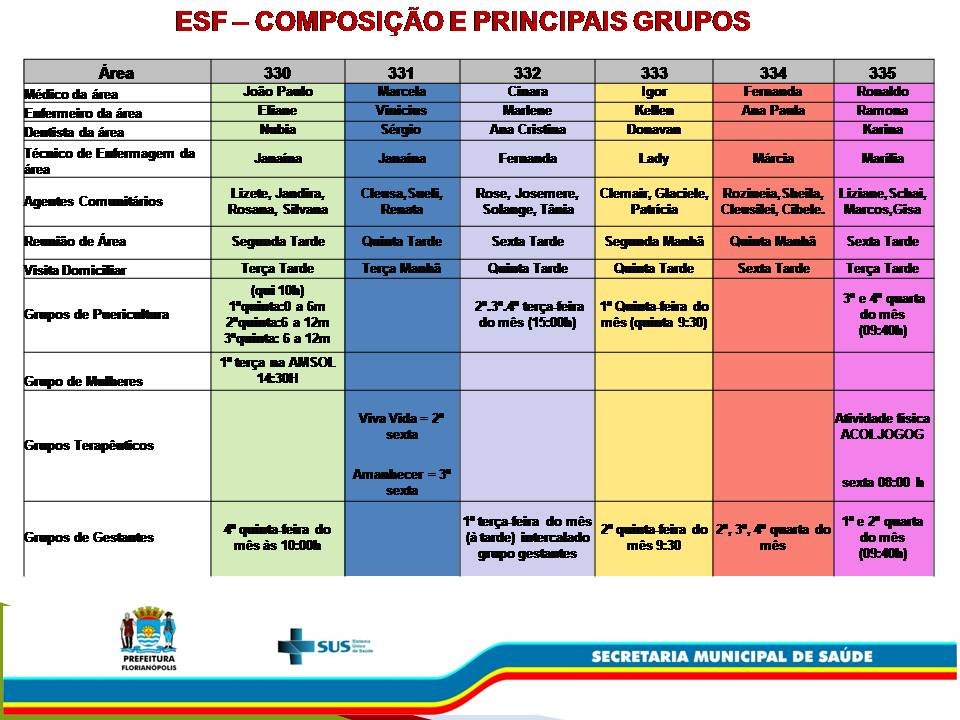 ESF – COMPOSIÇÃO E PRINCIPAIS GRUPOS
Área 330 331 332 333 334 335
Médico da área João Paulo Marcela Cinara Igor Fernanda Ronaldo
Enfermeiro da área Eliane Vinicius Marlene Kellen Ana Paula Ramona
Dentista da área Nubia Sérgio Ana Cristina Donavan Karina
Técnico de Enfermagem da
área Janaína Janaína Fernanda Lady Márcia Marília
Agentes Comunitários
Lizete, Jandira,
Rosana, Silvana
Cleusa, Sueli,
Renata
Rose, Josemere,
Solange, Tânia
Clemair, Glaciele,
Patrícia
Rozineia, Sheila,
Cleusilei, Cibele.
Liziane, Schai,
Marcos,Gisa
Reunião de Área Segunda Tarde Quinta Tarde Sexta Tarde Segunda Manhã Quinta Manhã Sexta Tarde
Visita Domiciliar Terça Tarde Terça Manhã Quinta Tarde Quinta Tarde Sexta Tarde Terça Tarde
Grupos de Puericultura
(qui 10h)
1ªquinta:0 a 6m
2ªquinta:6 a 12m
3ªquinta: 6 a 12m
2ª.3ª.4ª terça-feira
do mês (15:00h)
1ª Quinta-feira do
mês (quinta 9:30)
3ª e 4ª quarta
do mês
(09:40h)
Grupo de Mulheres
1ª terça na AMSOL
14:30H
Grupos Terapêuticos
Viva Vida = 2ª
sexta
Amanhecer = 3ª
sexta
Atividade física
ACOLJOGOG
sexta 08:00 h
Grupos de Gestantes
4ª quinta-feira do
mês às 10:00h
1ª terça-feira do mês
(à tarde) intercalado
grupo gestantes
2ª quinta-feira do
mês 9:30
2ª, 3ª, 4ª quarta do
mês
1ª e 2ª quarta
do mês
(09:40h)
PREFEITURA
FLORIANÓPOLIS
SUS
Sistema
Único
de Saúde
SECRETARIA MUNICIPAL DE SAÚDE